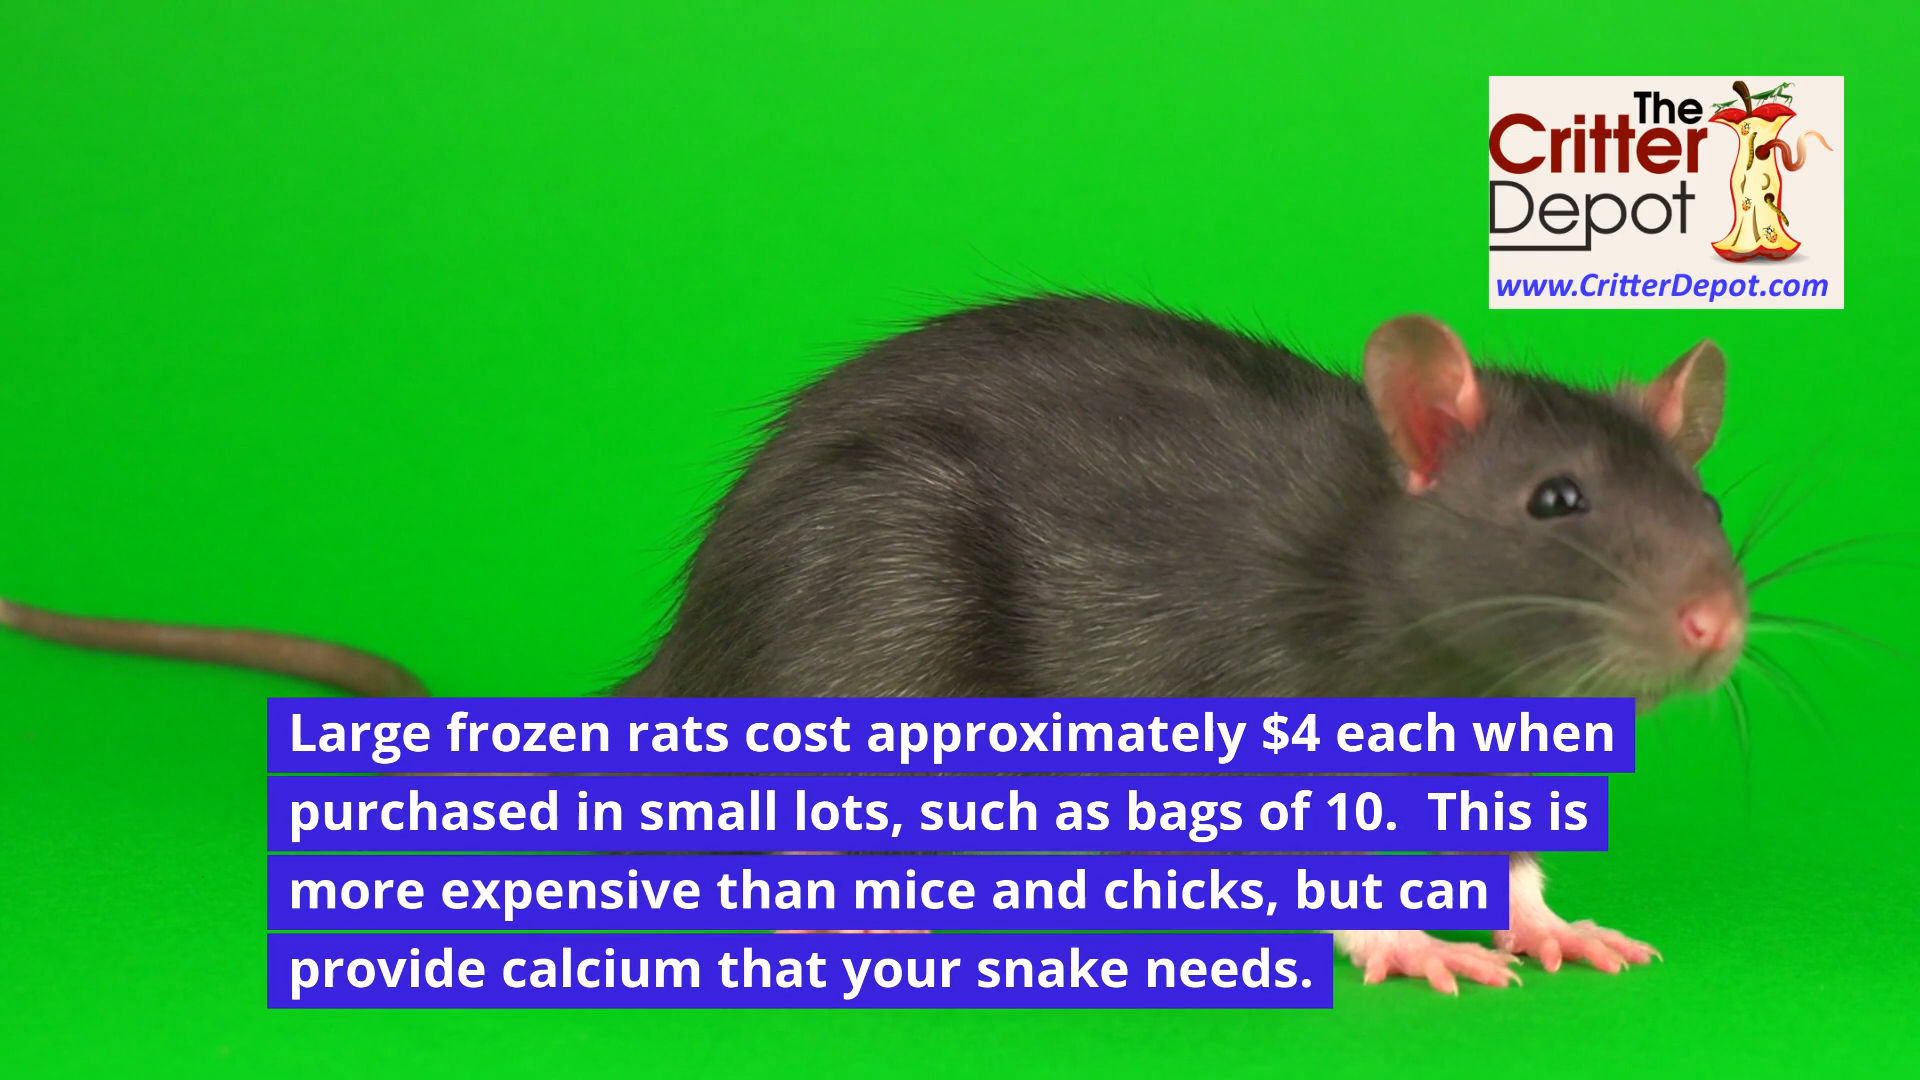 The
Critter
Depot
www.CritterDepot.com
Large frozen rats cost approximately $4 each when
purchased in small lots, such as bags of 10.  This is
more expensive than mice and chicks, but can
provide calcium that your snake needs.